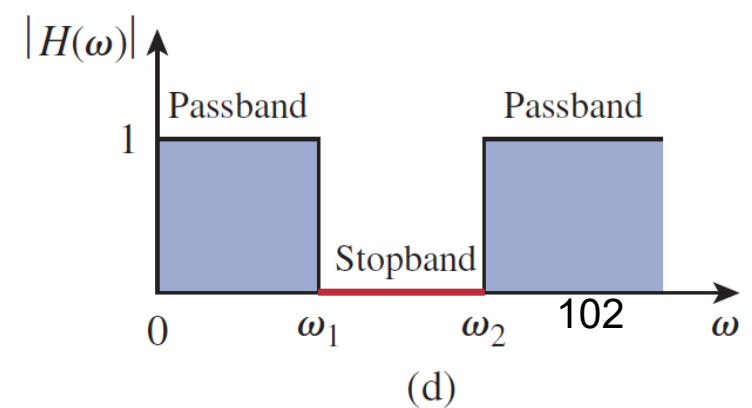 |H(ω)|
Passband Passband
1
Stopband
102
0 ω₁ ω₂ ω
(d)